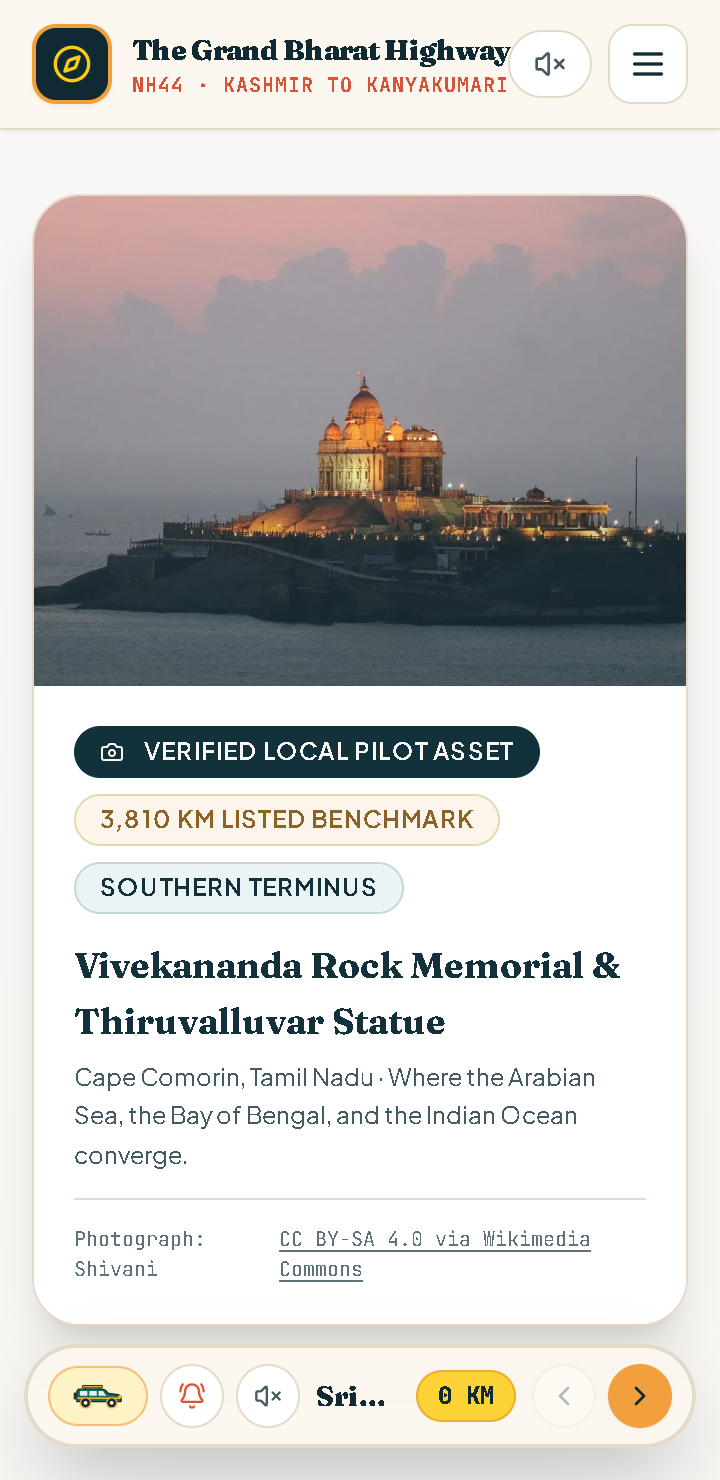 The Grand Bharat Highway
NH44 · KASHMIR TO KANYAKUMARI
VERIFIED LOCAL PILOT ASSET
3,810 KM LISTED BENCHMARK
SOUTHERN TERMINUS
Vivekananda Rock Memorial &
Thiruvalluvar Statue
Cape Comorin, Tamil Nadu · Where the Arabian
Sea, the Bay of Bengal, and the Indian Ocean
converge.
Photograph:
Shivani
CC BY-SA 4.0 via Wikimedia
Commons
Sri...
0 KM